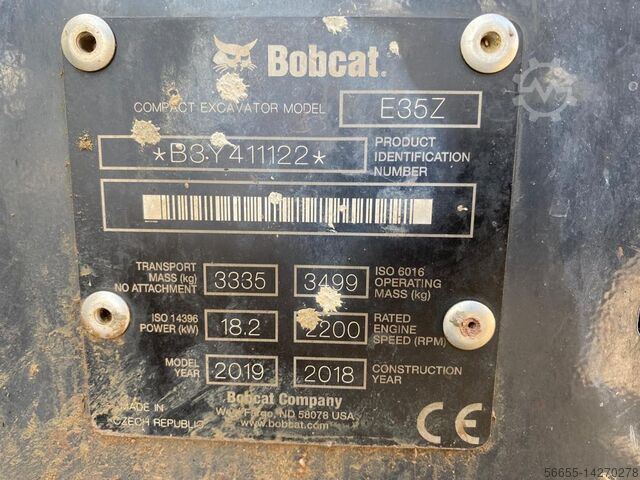 Bobcat.
COMPACT EXCAVATOR MODEL E35Z
*B3Y411122* PRODUCT IDENTIFICATION NUMBER
TRANSPORT MASS (kg) NO ATTACHMENT 3335 3499 ISO 6016 OPERATING MASS (kg)
ISO 14396 POWER (kW) 18.2 2200 RATED ENGINE SPEED (RPM)
MODEL YEAR 2019 2018 CONSTRUCTION YEAR
Bobcat Company
West Fargo, ND 58078 USA
www.bobcat.com
MADE IN
CZECH REPUBLIC
CE
56655-14270278